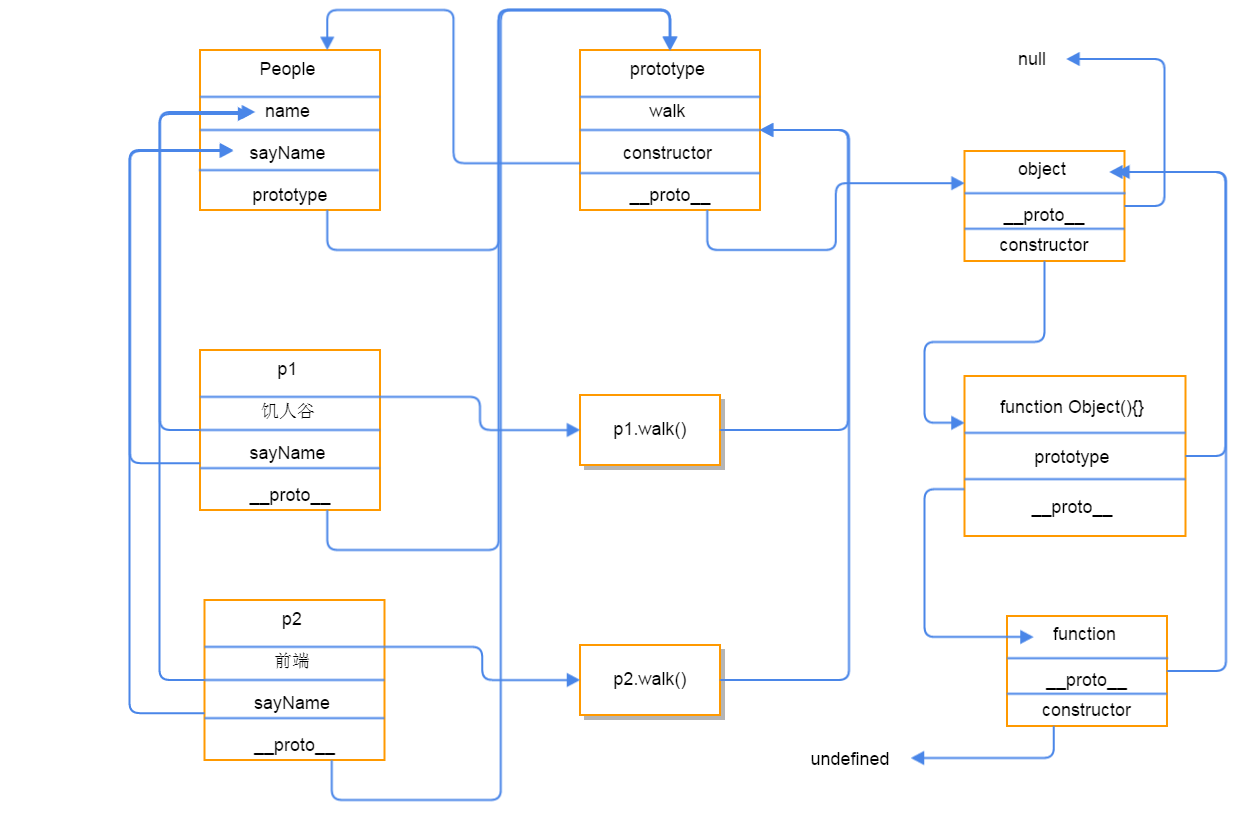 People
name
sayName
prototype
prototype
walk
constructor
__proto__
null
object
__proto__
constructor
p1
饥人谷
sayName
__proto__
p1.walk()
function Object(){}
prototype
__proto__
p2
前端
sayName
__proto__
p2.walk()
function
__proto__
constructor
undefined